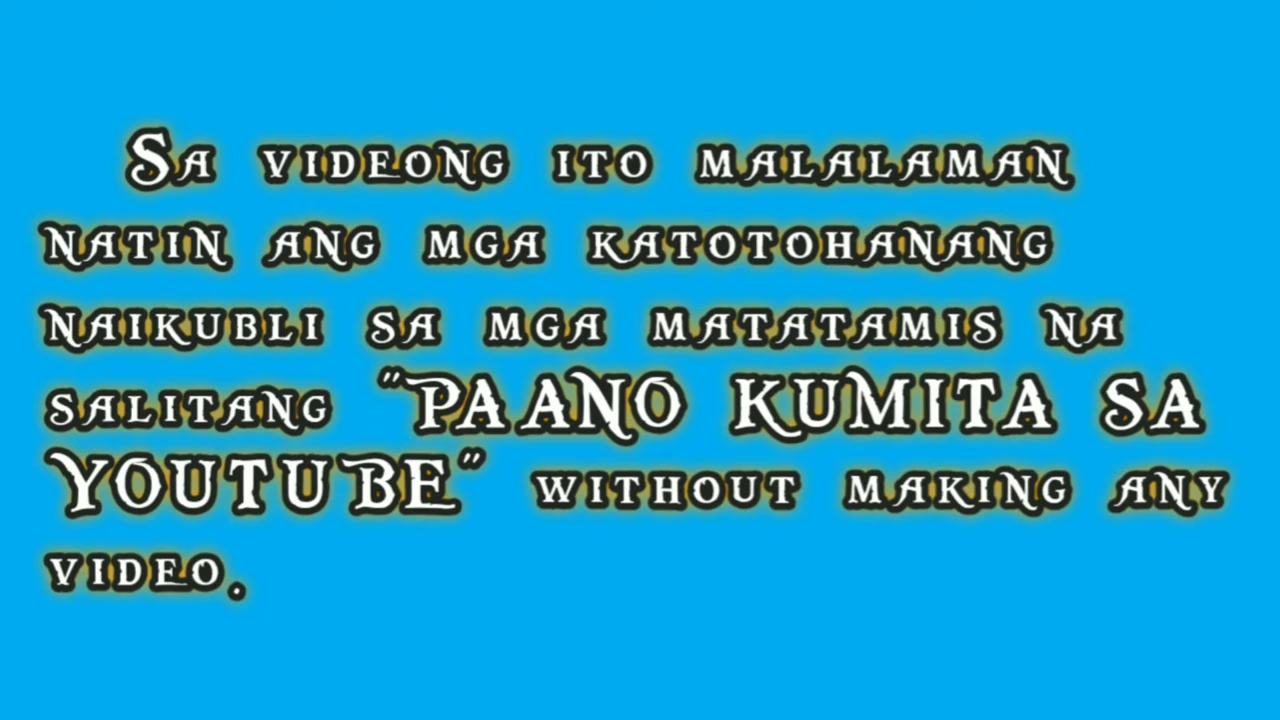 Sa videong ito malalaman
natin ang mga katotohanang
naikubli sa mga matatamis na
salitang "PAANO KUMITA SA
YOUTUBE" without making any
video.